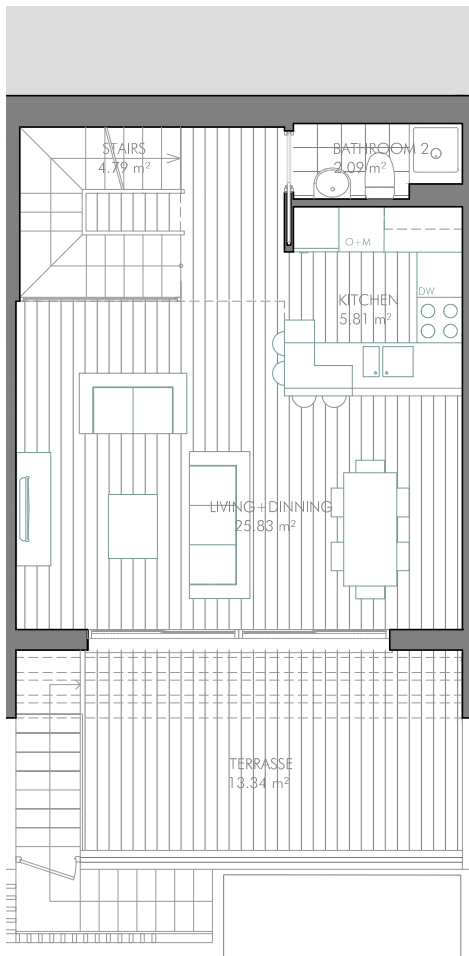 STAIRS
4.79 m²
BATHROOM 2
2.09 m²
O+M
DW
KITCHEN
5.81 m²
LIVING+DINNING
25.83 m²
TERRASSE
13.34 m²